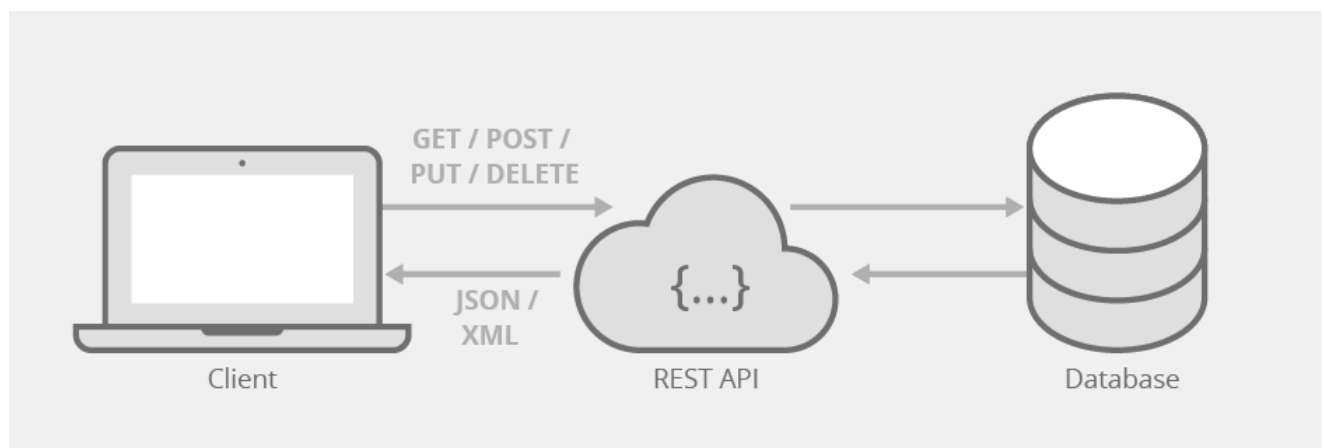 GET / POST /
PUT / DELETE
{...}
JSON /
XML
Client
REST API
Database